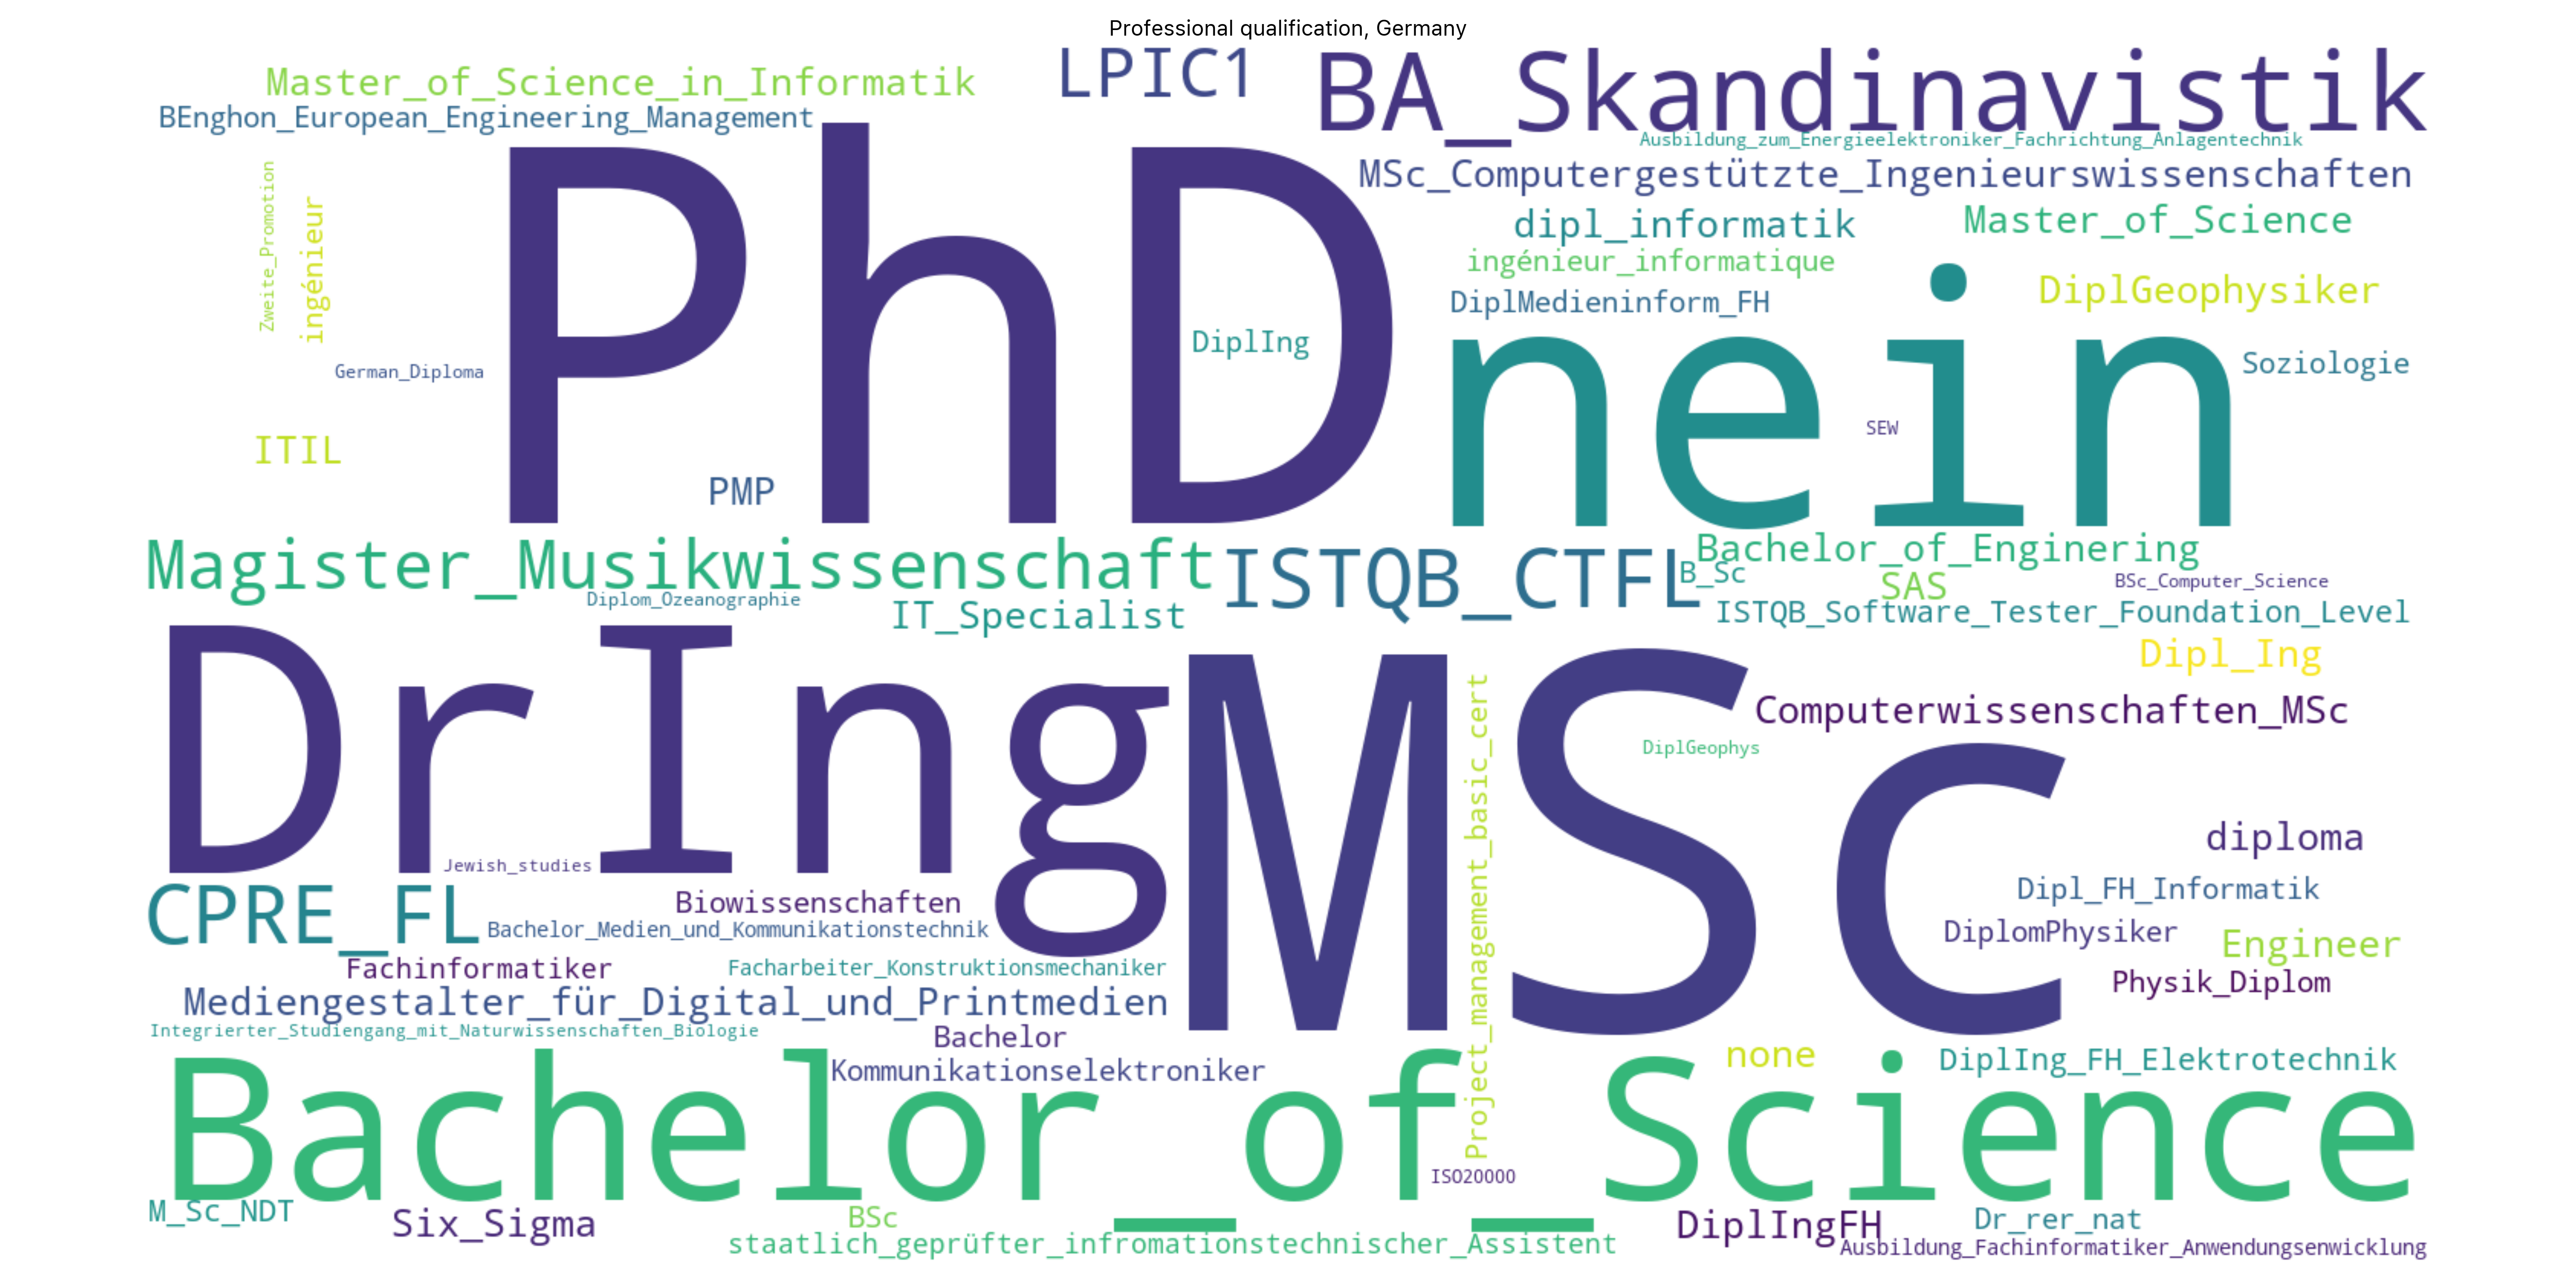 Professional qualification, Germany
Master_of_Science_in_Informatik
LPIC1
BA_Skandinavistik
BEnghon_European_Engineering_Management
Ausbildung_zum_Energieelektroniker_Fachrichtung_Anlagentechnik
MSc_Computergestützte_Ingenieurswissenschaften
Zweite_Promotion
ingénieur
PhD
dipl_informatik
Master_of_Science
ingénieur_informatique
DiplMedieninform_FH
DiplGeophysiker
DiplIng
nein
Soziologie
German_Diploma
SEW
ITIL
PMP
Magister_Musikwissenschaft
ISTQB_CTFL
Bachelor_of_Enginering
B_Sc
SAS
BSc_Computer_Science
Diplom_Ozeanographie
IT_Specialist
ISTQB_Software_Tester_Foundation_Level
Dipl_Ing
DrIng
MSc
Computerwissenschaften_MSc
DiplGeophys
Project_management_basic_cert
diploma
Jewish_studies
CPRE_FL
Biowissenschaften
Dipl_FH_Informatik
Bachelor_Medien_und_Kommunikationstechnik
DiplomPhysiker
Engineer
Fachinformatiker
Facharbeiter_Konstruktionsmechaniker
Physik_Diplom
Mediengestalter_für_Digital_und_Printmedien
Integrierter_Studiengang_mit_Naturwissenschaften_Biologie
Bachelor
none
DiplIng_FH_Elektrotechnik
Kommunikationselektroniker
Bachelor_of_Science
ISO20000
M_Sc_NDT
Six_Sigma
BSc
DiplIngFH
Dr_rer_nat
staatlich_geprüfter_infromationstechnischer_Assistent
Ausbildung_Fachinformatiker_Anwendungsenwicklung